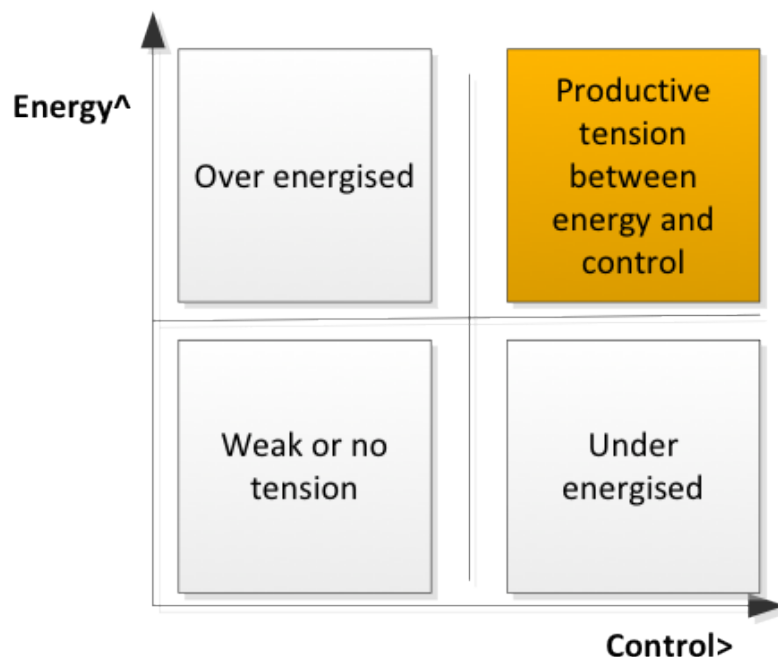 Energy^
Over energised
Productive
tension
between
energy and
control
Weak or no
tension
Under
energised
Control>